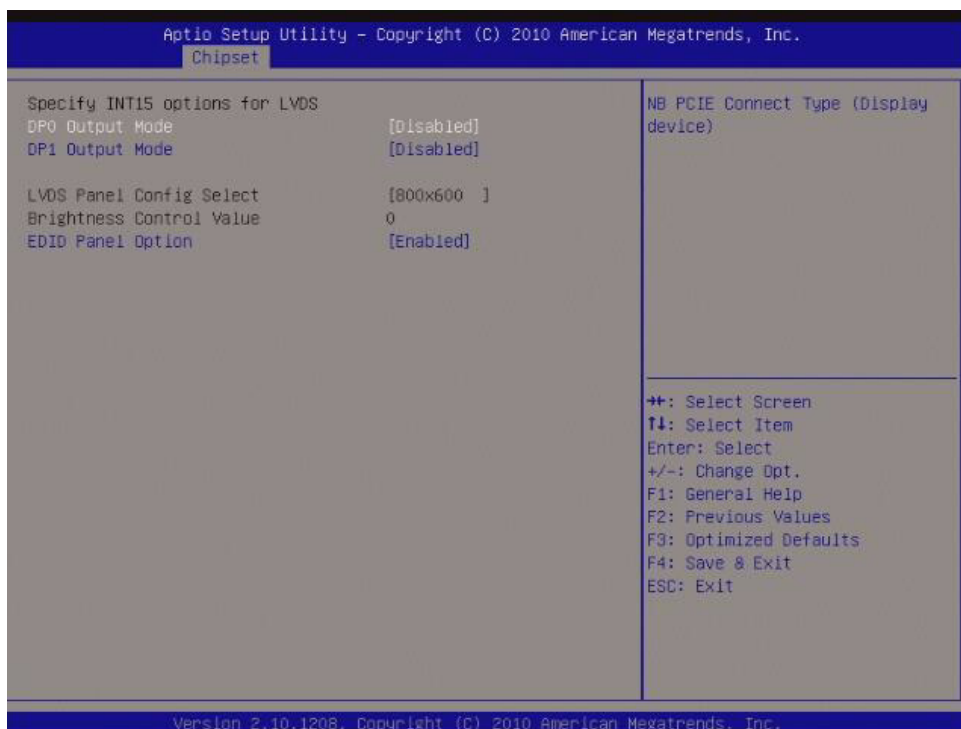 Aptio Setup Utility – Copyright (C) 2010 American Megatrends, Inc.
Chipset
Specify INT15 options for LVDS
DP0 Output Mode [Disabled]
DP1 Output Mode [Disabled]
LVDS Panel Config Select [800x600 ]
Brightness Control Value 0
EDID Panel Option [Enabled]
NB PCIE Connect Type (Display
device)
→←: Select Screen
↑↓: Select Item
Enter: Select
+/-: Change Opt.
F1: General Help
F2: Previous Values
F3: Optimized Defaults
F4: Save & Exit
ESC: Exit
Version 2.10.1208. Copyright (C) 2010 American Megatrends, Inc.